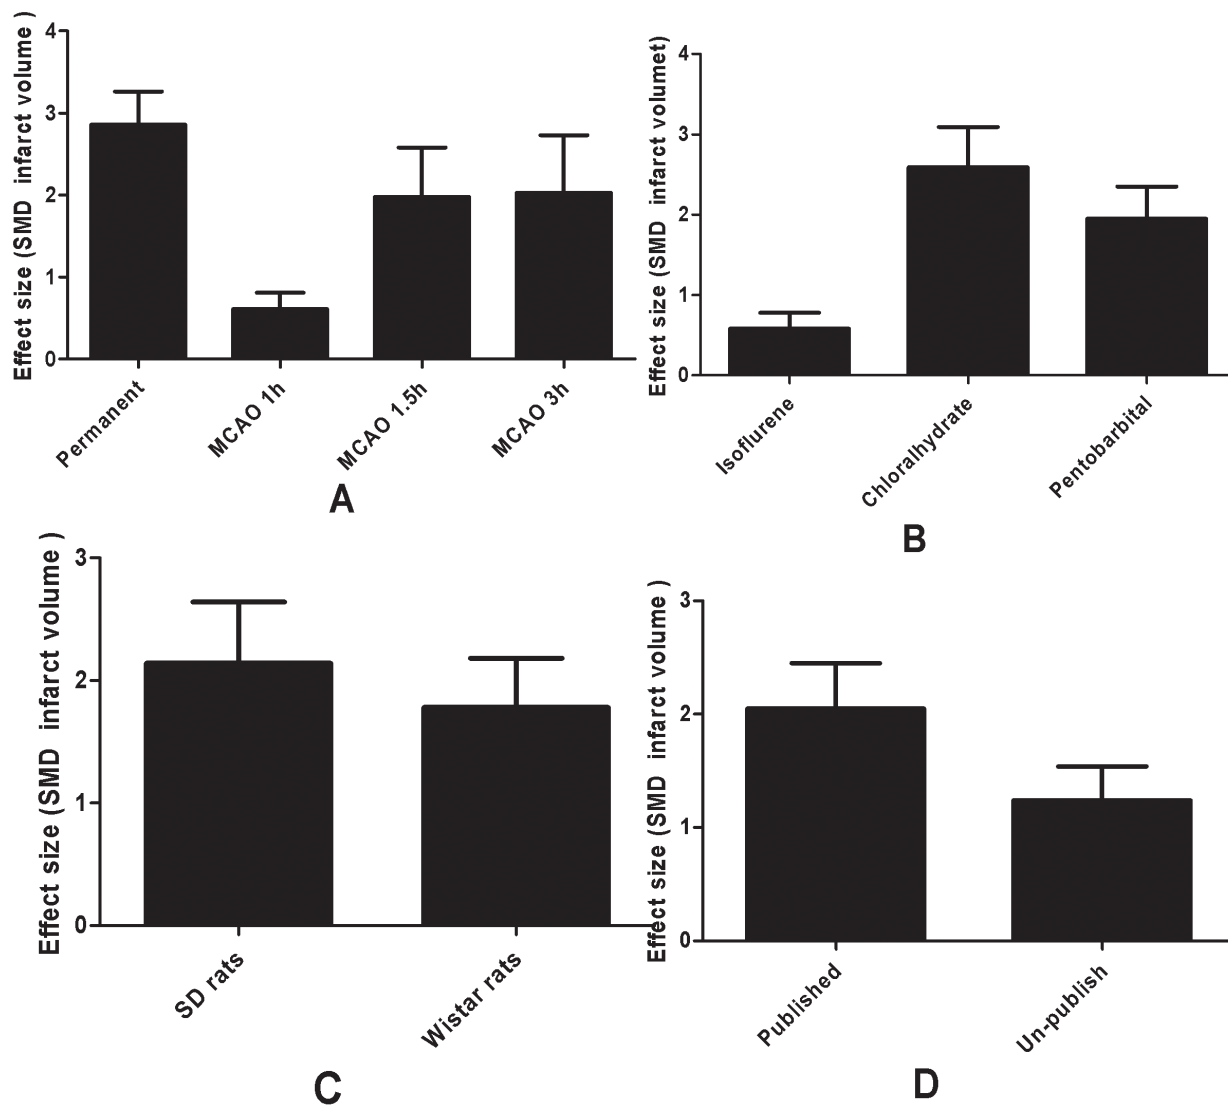 Effect size (SMD infarct volume )
4
3
2
1
0
Permanent
MCAO 1h
MCAO 1.5h
MCAO 3h
A
Effect size (SMD infarct volumet)
4
3
2
1
0
Isoflurene
Chloralhydrate
Pentobarbital
B
Effect size (SMD infarct volume )
3
2
1
0
SD rats
Wistar rats
C
Effect size (SMD infarct volume )
3
2
1
0
Published
Un-publish
D